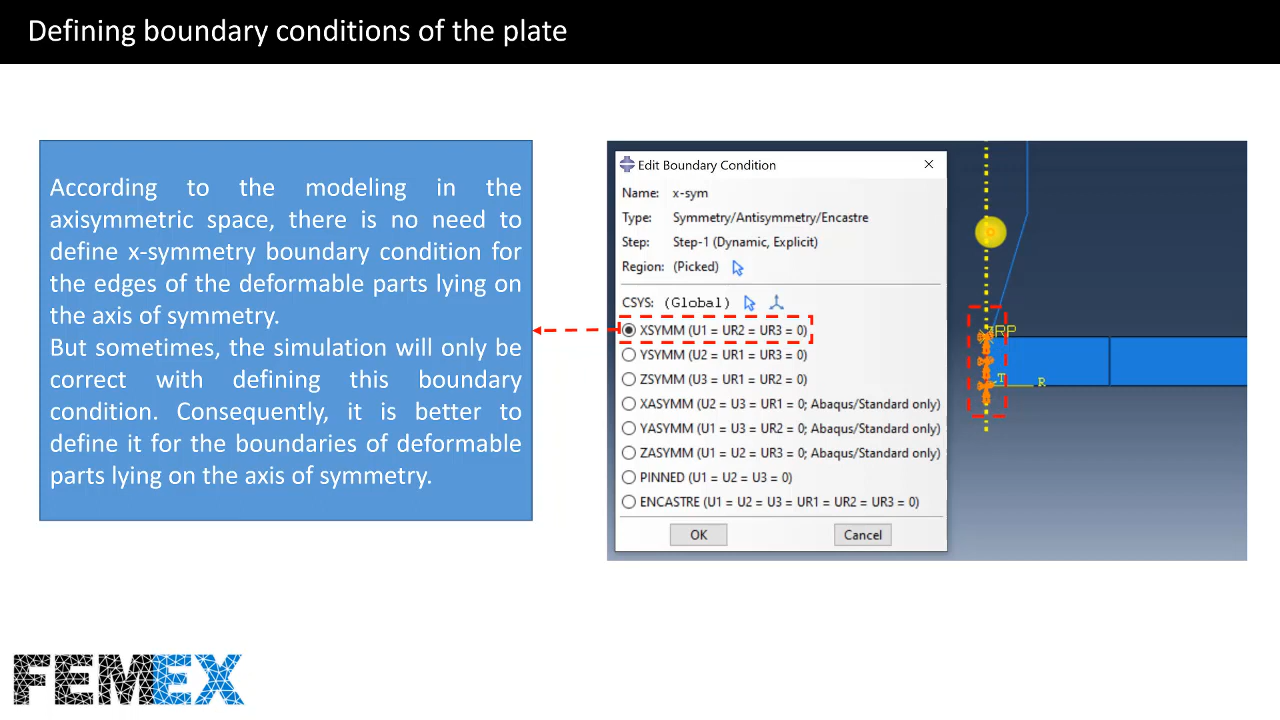 Defining boundary conditions of the plate
According to the modeling in the
axisymmetric space, there is no need to
define x-symmetry boundary condition for
the edges of the deformable parts lying on
the axis of symmetry.
But sometimes, the simulation will only be
correct with defining this boundary
condition. Consequently, it is better to
define it for the boundaries of deformable
parts lying on the axis of symmetry.
Edit Boundary Condition
Name: x-sym
Type: Symmetry/Antisymmetry/Encastre
Step: Step-1 (Dynamic, Explicit)
Region: (Picked)
CSYS: (Global)
XSYMM (U1 = UR2 = UR3 = 0)
YSYMM (U2 = UR1 = UR3 = 0)
ZSYMM (U3 = UR1 = UR2 = 0)
XASYMM (U2 = U3 = UR1 = 0; Abaqus/Standard only)
YASYMM (U1 = U3 = UR2 = 0; Abaqus/Standard only)
ZASYMM (U1 = U2 = UR3 = 0; Abaqus/Standard only)
PINNED (U1 = U2 = U3 = 0)
ENCASTRE (U1 = U2 = U3 = UR1 = UR2 = UR3 = 0)
OK Cancel
RP
T R
FEMEX